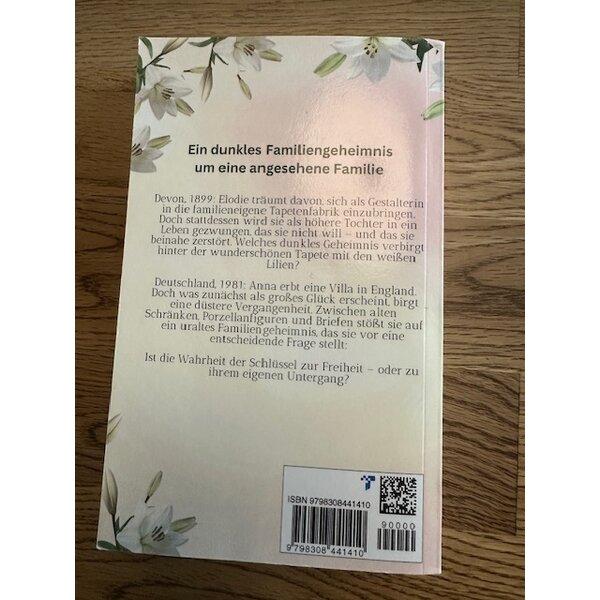 Ein dunkles Familiengeheimnis
um eine angesehene Familie
Devon, 1899: Elodie träumt davon, sich als Gestalterin
in die familieneigene Tapetenfabrik einzubringen.
Doch stattdessen wird sie als höhere Tochter in ein
Leben gezwungen, das sie nicht will – und das sie
beinahe zerstört. Welches dunkles Geheimnis verbirgt
hinter der wunderschönen Tapete mit den weißen
Lilien?
Deutschland, 1981: Anna erbt eine Villa in England.
Doch was zunächst als großes Glück erscheint, birgt
eine düstere Vergangenheit. Zwischen alten
Schränken, Porzellanfiguren und Briefen stößt sie auf
ein uraltes Familiengeheimnis, das sie vor eine
entscheidende Frage stellt:
Ist die Wahrheit der Schlüssel zur Freiheit – oder zu
ihrem eigenen Untergang?
ISBN 9798308441410
90000
9 798308 441410